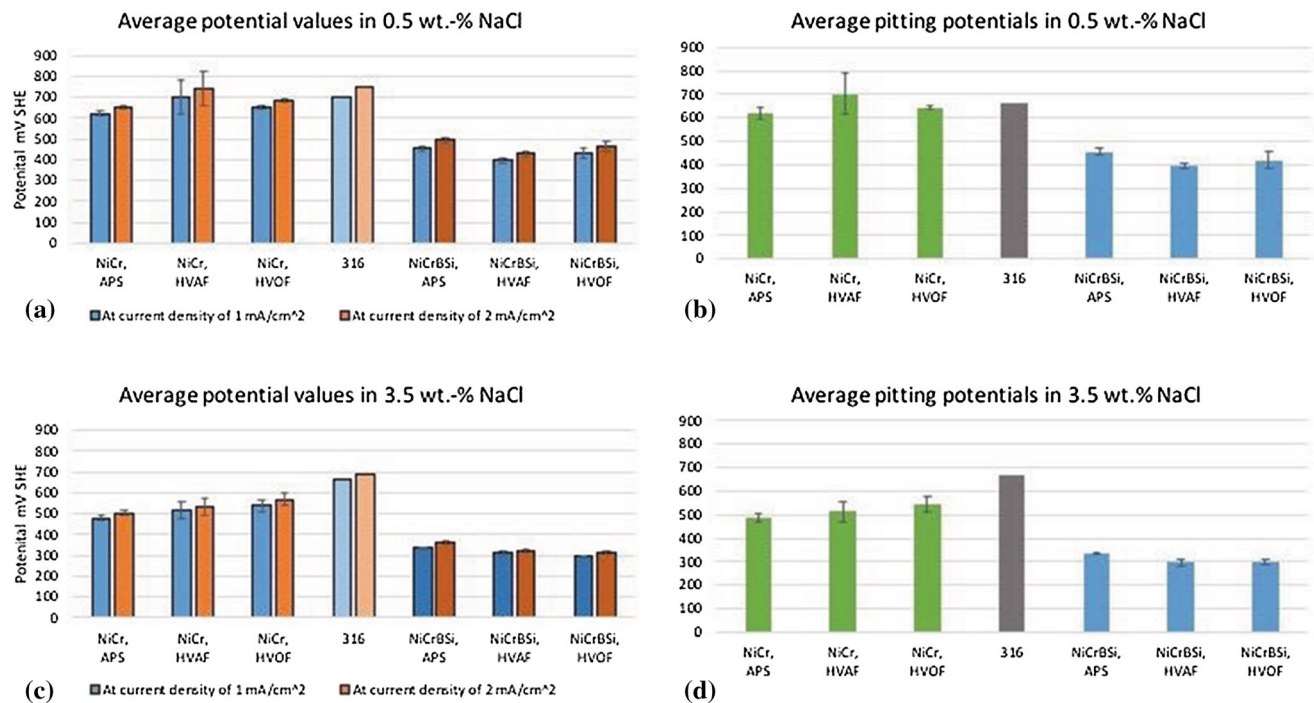 Average potential values in 0.5 wt.-% NaCl
Potenital mV SHE
900
800
700
600
500
400
300
200
100
0
NiCr, NiCr, NiCr, 316 NiCrBSi, NiCrBSi, NiCrBSi,
APS HVAF HVOF APS HVAF HVOF
(a)
At current density of 1 mA/cm^2 At current density of 2 mA/cm^2
Average pitting potentials in 0.5 wt.-% NaCl
900
800
700
600
500
400
300
200
100
0
NiCr, NiCr, NiCr, 316 NiCrBSi, NiCrBSi, NiCrBSi,
APS HVAF HVOF APS HVAF HVOF
(b)
Average potential values in 3.5 wt.-% NaCl
Potenital mV SHE
900
800
700
600
500
400
300
200
100
0
NiCr, NiCr, NiCr, 316 NiCrBSi, NiCrBSi, NiCrBSi,
APS HVAF HVOF APS HVAF HVOF
(c)
At current density of 1 mA/cm^2 At current density of 2 mA/cm^2
Average pitting potentials in 3.5 wt.% NaCl
900
800
700
600
500
400
300
200
100
0
NiCr, NiCr, NiCr, 316 NiCrBSi, NiCrBSi, NiCrBSi,
APS HVAF HVOF APS HVAF HVOF
(d)